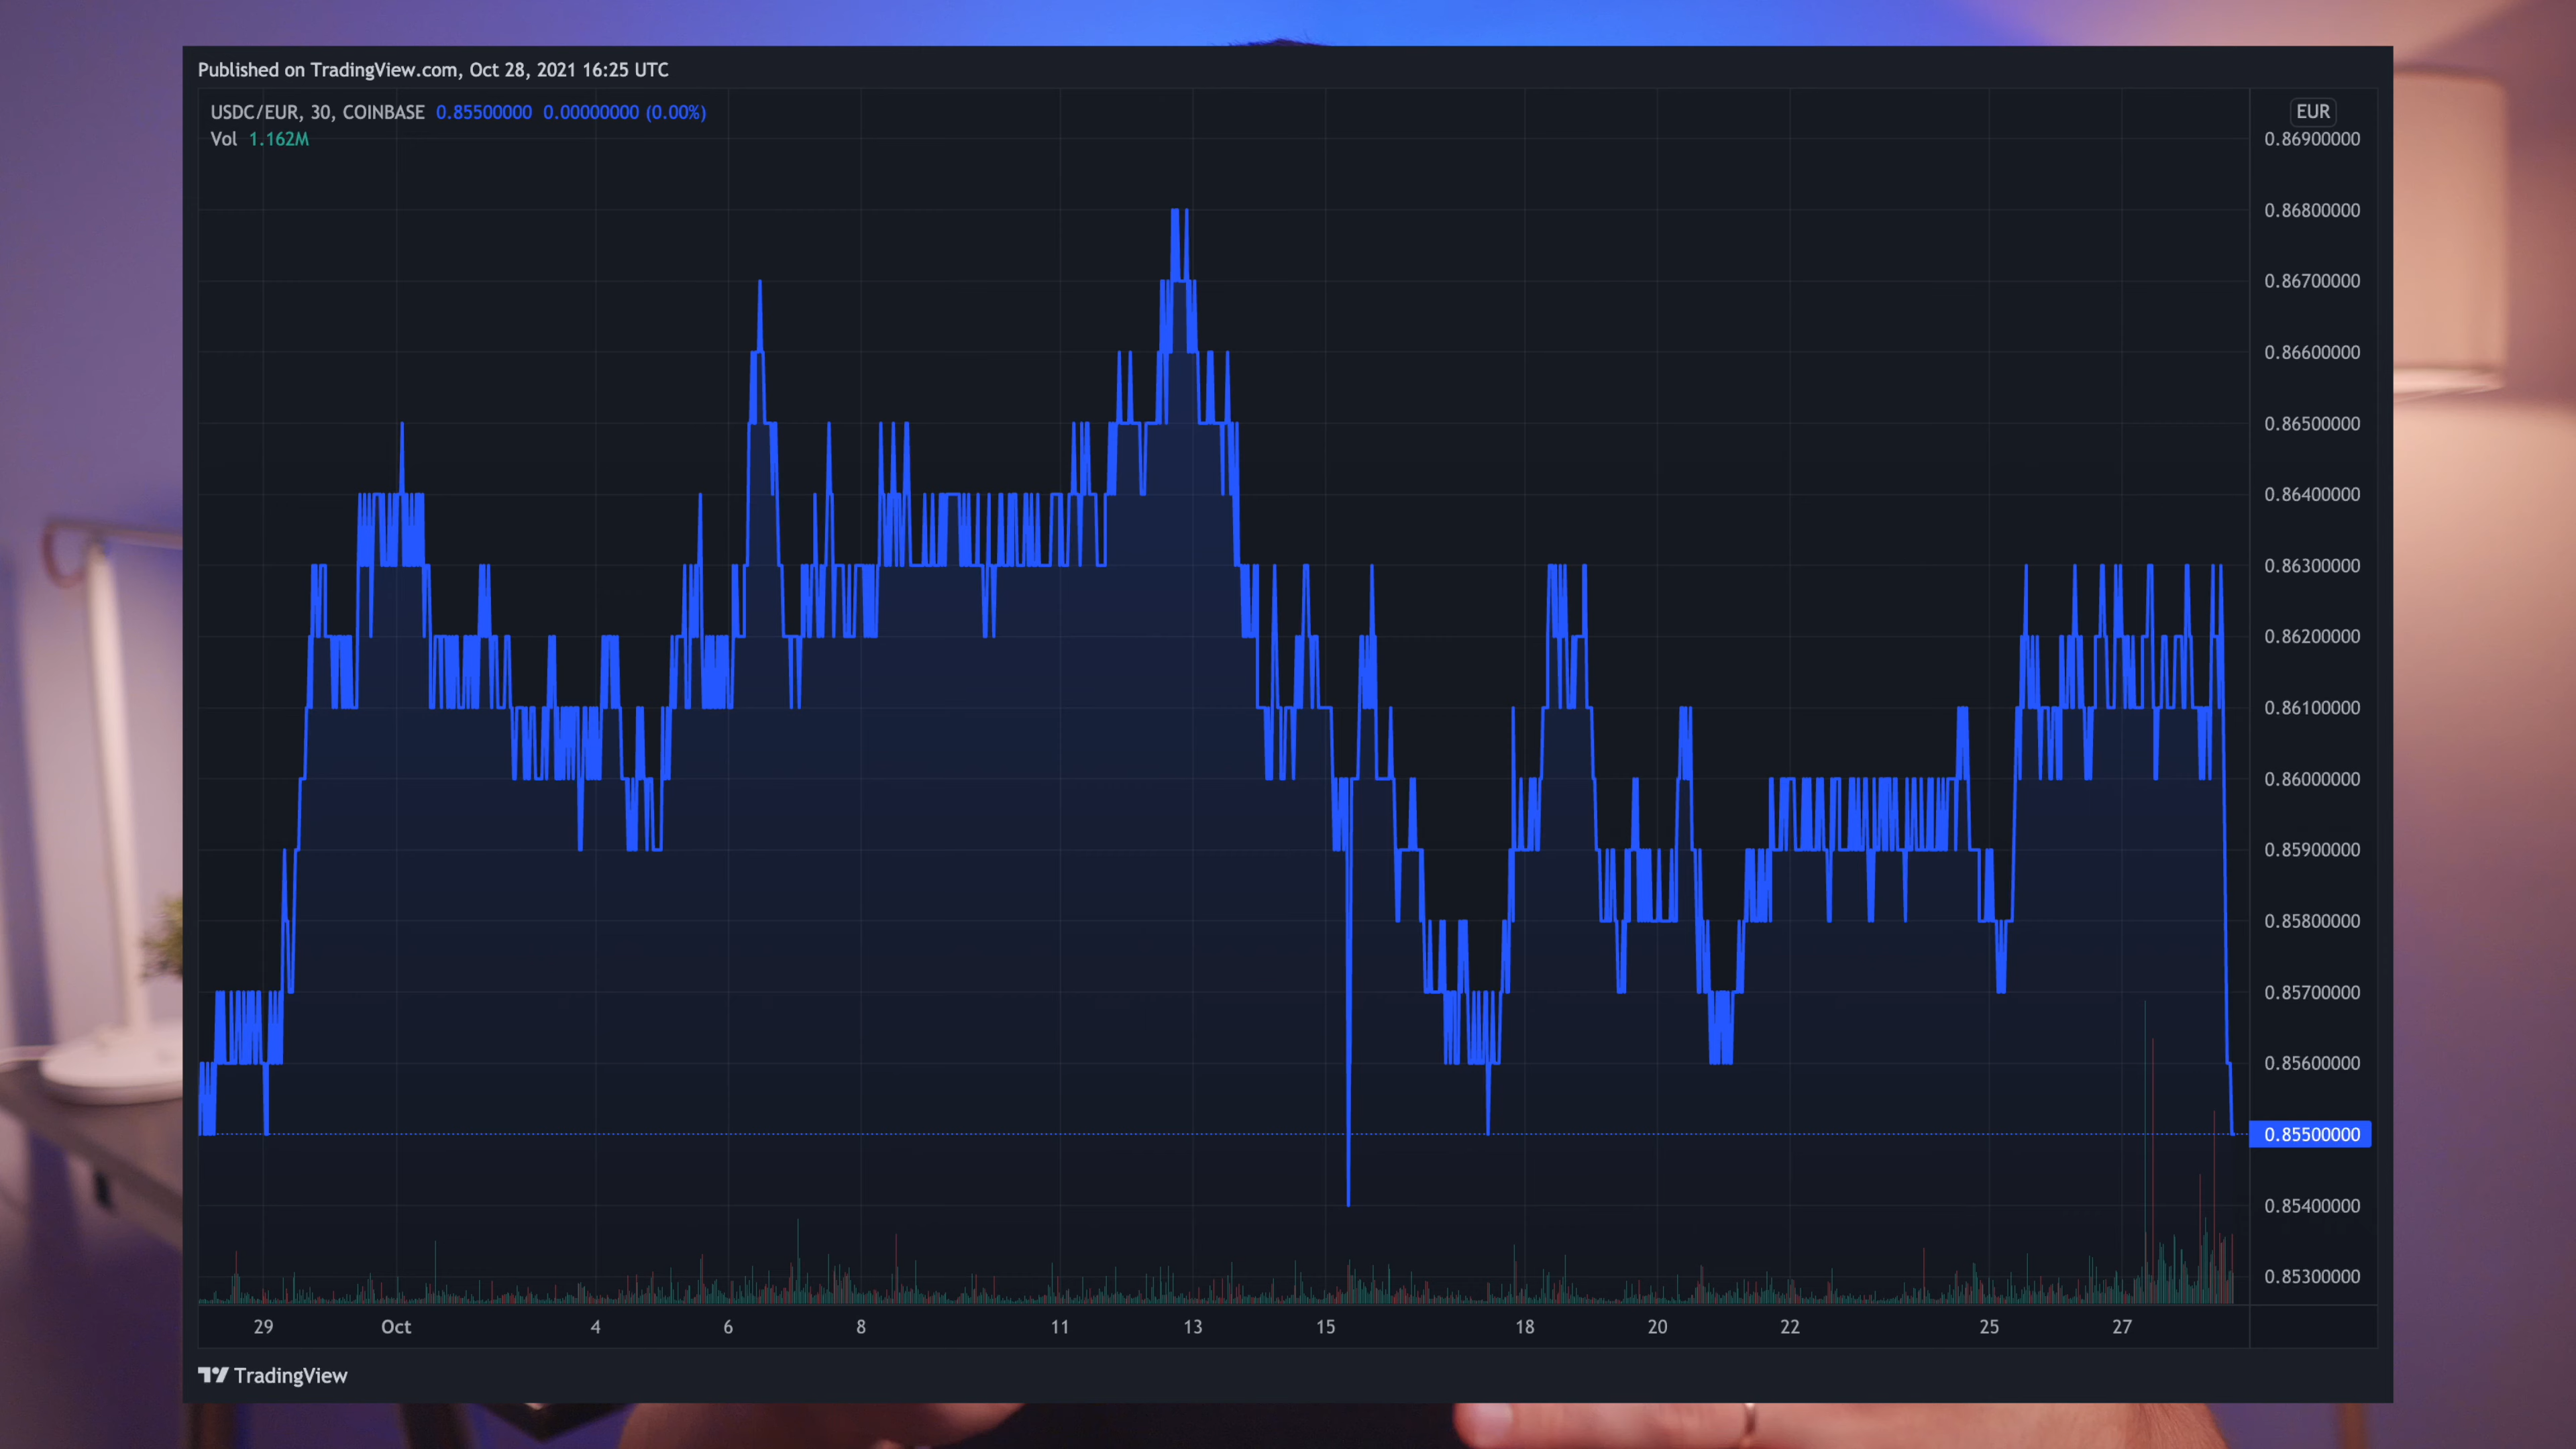 Published on TradingView.com, Oct 28, 2021 16:25 UTC
USDC/EUR, 30, COINBASE 0.85500000 0.00000000 (0.00%)
Vol 1.162M
EUR
0.86900000
0.86800000
0.86700000
0.86600000
0.86500000
0.86400000
0.86300000
0.86200000
0.86100000
0.86000000
0.85900000
0.85800000
0.85700000
0.85600000
0.85500000
0.85400000
0.85300000
29 Oct 4 6 8 11 13 15 18 20 22 25 27
TradingView